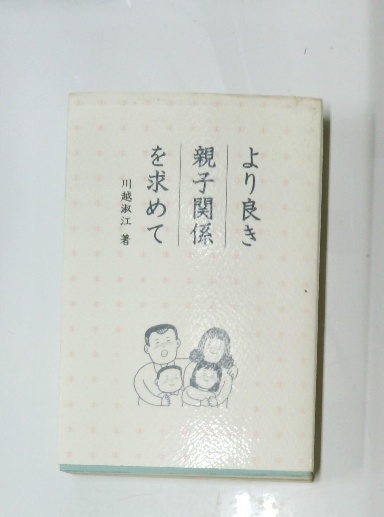 より良き
親子関係
を求めて
川越淑江 著